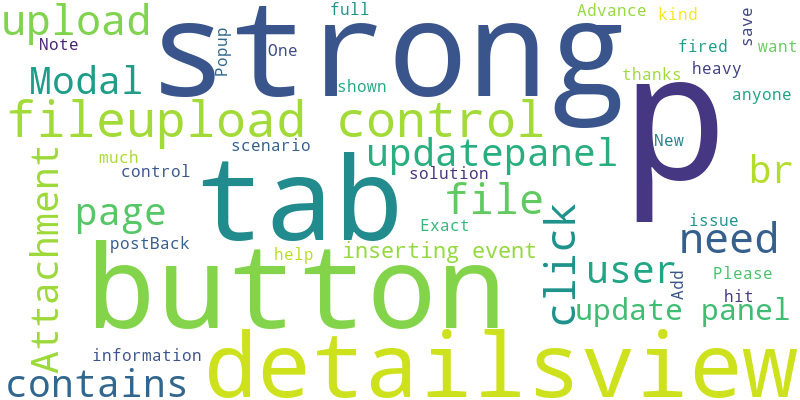 upload
Note
full
Advance
kind
save
Popup
One
strong
fired
want
Modal
shown
thanks
heavy
p
anyone
fileupload
control
New
scenario
updatepanel
much
control
tab
solution
br
Attachment
page
file
Exact
click
issue
need
postBack
help
inserting event
button
user
Add
Please
hit
update panel
information
contains
detailsview